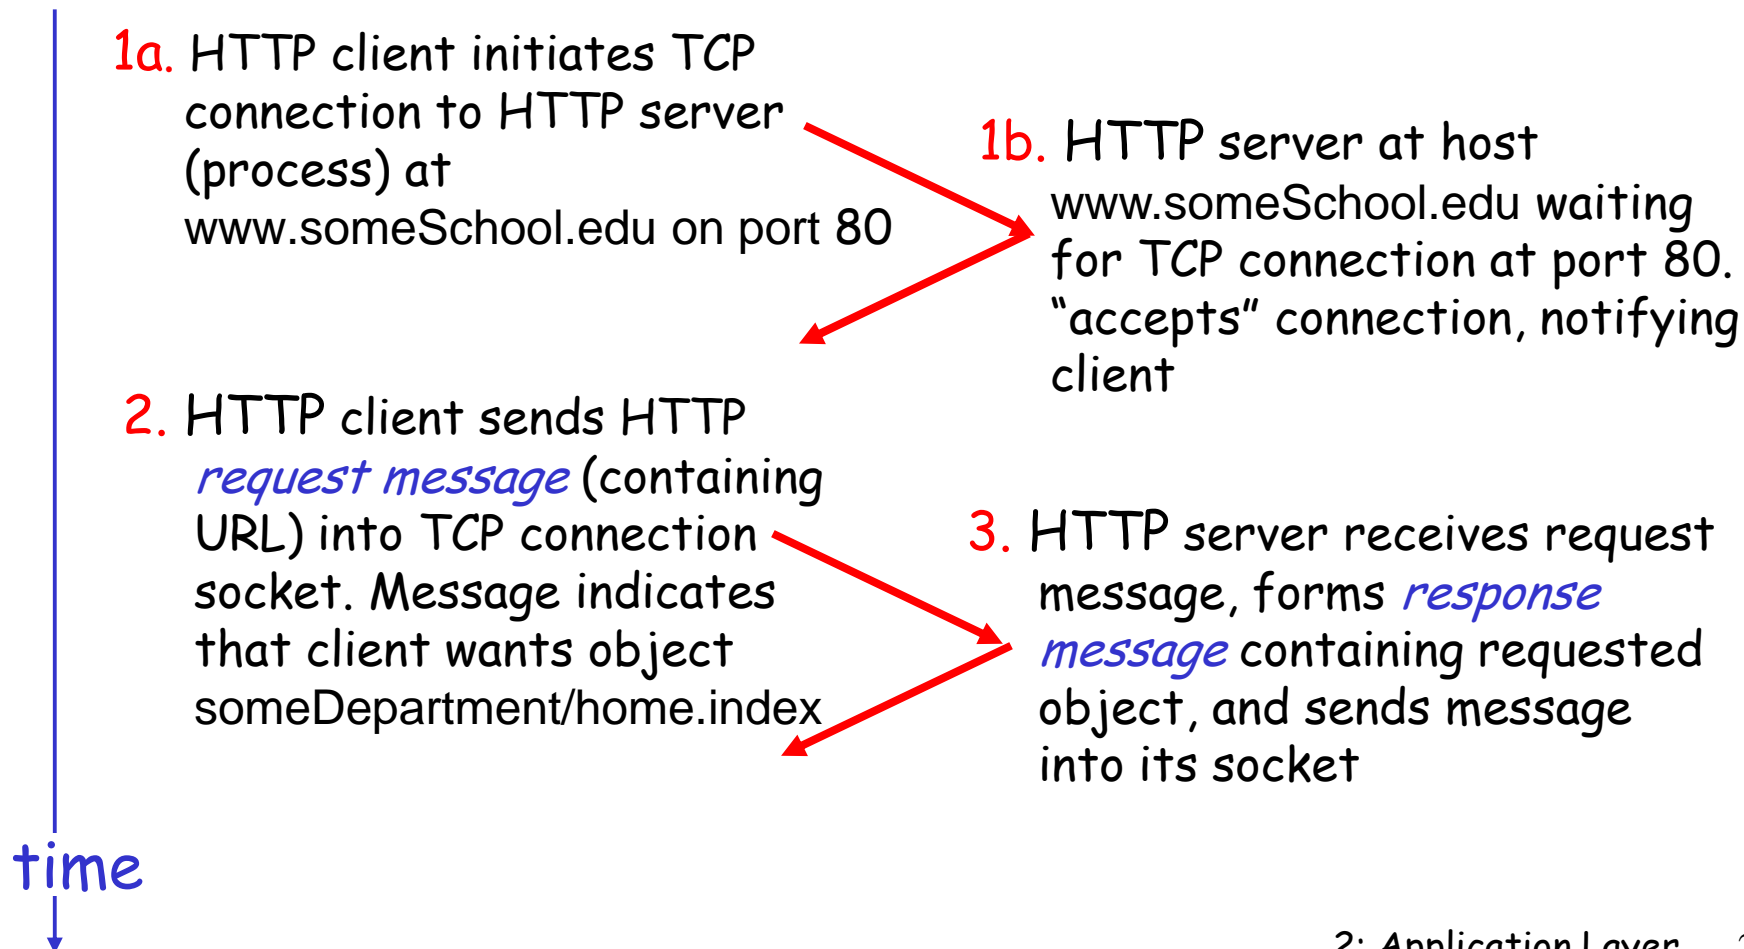 1a. HTTP client initiates TCP
connection to HTTP server
(process) at
www.someSchool.edu on port 80
1b. HTTP server at host
www.someSchool.edu waiting
for TCP connection at port 80.
“accepts” connection, notifying
client
2. HTTP client sends HTTP
request message (containing
URL) into TCP connection
socket. Message indicates
that client wants object
someDepartment/home.index
3. HTTP server receives request
message, forms response
message containing requested
object, and sends message
into its socket
time
2: Application Layer